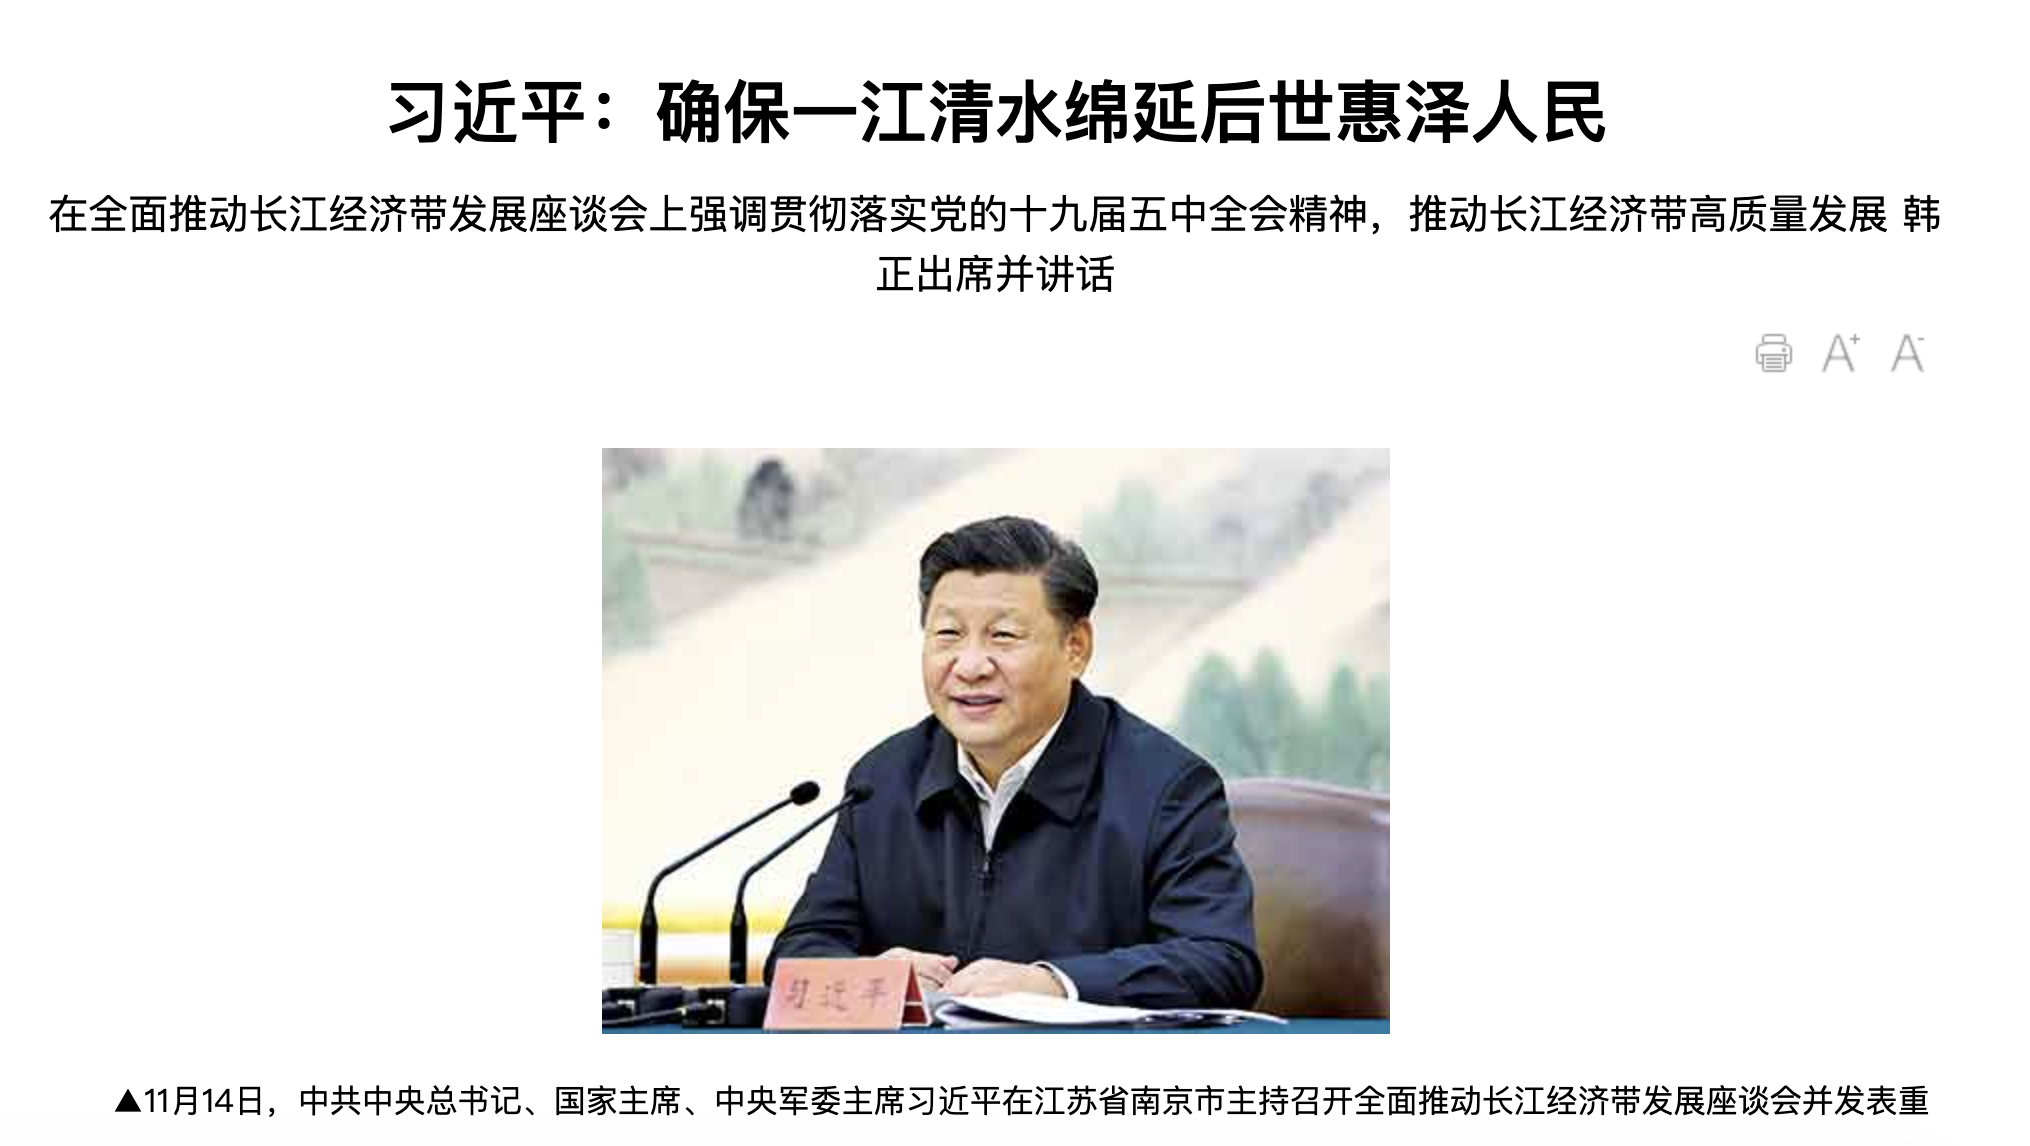 习近平：确保一江清水绵延后世惠泽人民
在全面推动长江经济带发展座谈会上强调贯彻落实党的十九届五中全会精神，推动长江经济带高质量发展 韩
正出席并讲话
A+ A-
习近平
▲11月14日，中共中央总书记、国家主席、中央军委主席习近平在江苏省南京市主持召开全面推动长江经济带发展座谈会并发表重